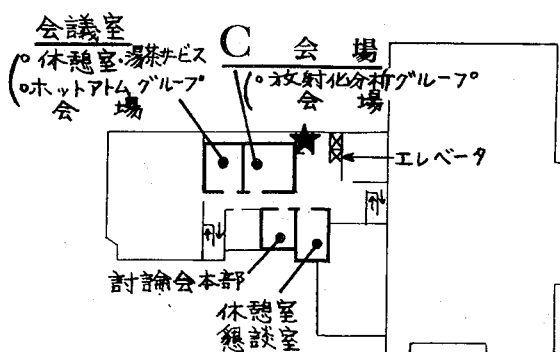 会議室
(○休憩室・湯茶サービス
○ホットアトムグループ
会場
C 会場
(○放射化分析グループ○
会場
エレベータ
討論会本部
休憩室
懇談室